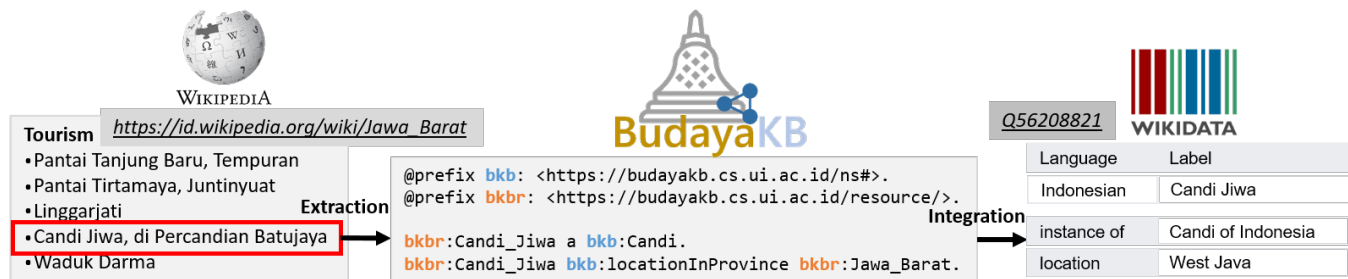 WIKIPEDIA
Tourism
https://id.wikipedia.org/wiki/Jawa_Barat
•Pantai Tanjung Baru, Tempuran
•Pantai Tirtamaya, Juntinyuat
•Linggarjati
•Candi Jiwa, di Percandian Batujaya
•Waduk Darma
Extraction
BudayaKB
@prefix bkb: <https://budayakb.cs.ui.ac.id/ns#>.
@prefix bkbr: <https://budayakb.cs.ui.ac.id/resource/>.
bkbr:Candi_Jiwa a bkb:Candi.
bkbr:Candi_Jiwa bkb:locationInProvince bkbr:Jawa_Barat.
Integration
Q56208821
WIKIDATA
Language Label
Indonesian Candi Jiwa
instance of Candi of Indonesia
location West Java